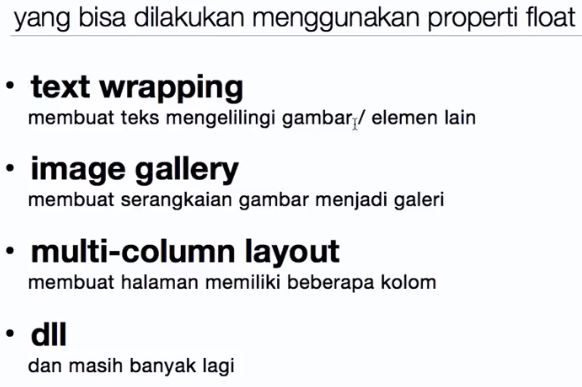 yang bisa dilakukan menggunakan properti float
• text wrapping
membuat teks mengelilingi gambar / elemen lain
• image gallery
membuat serangkaian gambar menjadi galeri
• multi-column layout
membuat halaman memiliki beberapa kolom
• dll
dan masih banyak lagi